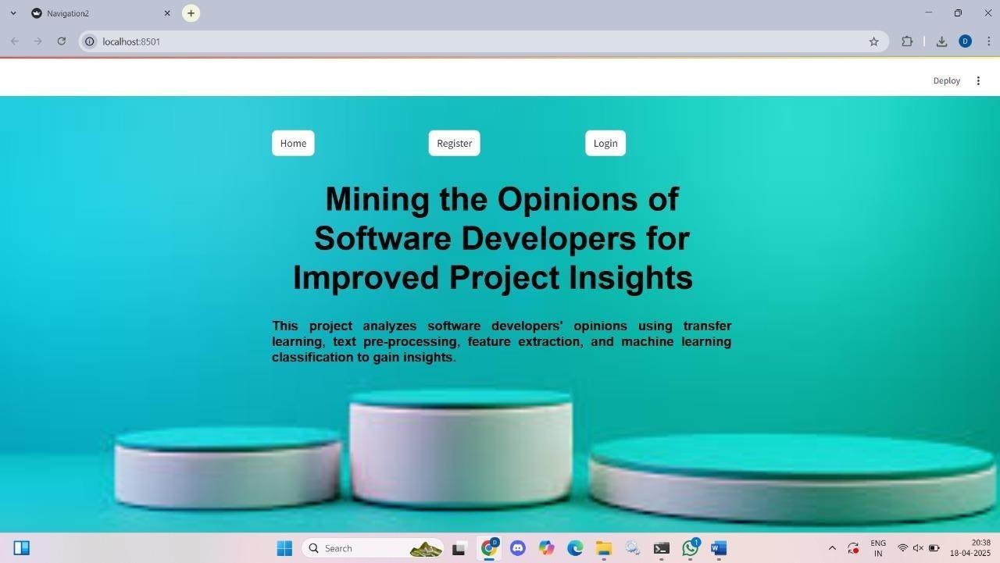 Navigation2
localhost:8501
D
Deploy
Home
Register
Login
Mining the Opinions of
Software Developers for
Improved Project Insights
This project analyzes software developers' opinions using transfer
learning, text pre-processing, feature extraction, and machine learning
classification to gain insights.
Search
D
1
W
ENG
IN
20:38
18-04-2025